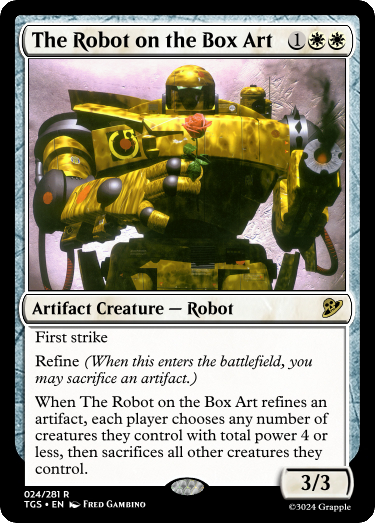 The Robot on the Box Art 1
Artifact Creature — Robot
First strike
Refine (When this enters the battlefield, you
may sacrifice an artifact.)
When The Robot on the Box Art refines an
artifact, each player chooses any number of
creatures they control with total power 4 or
less, then sacrifices all other creatures they
control.
3/3
024/281 R
TGS • EN Fred Gambino
©3024 Grapple